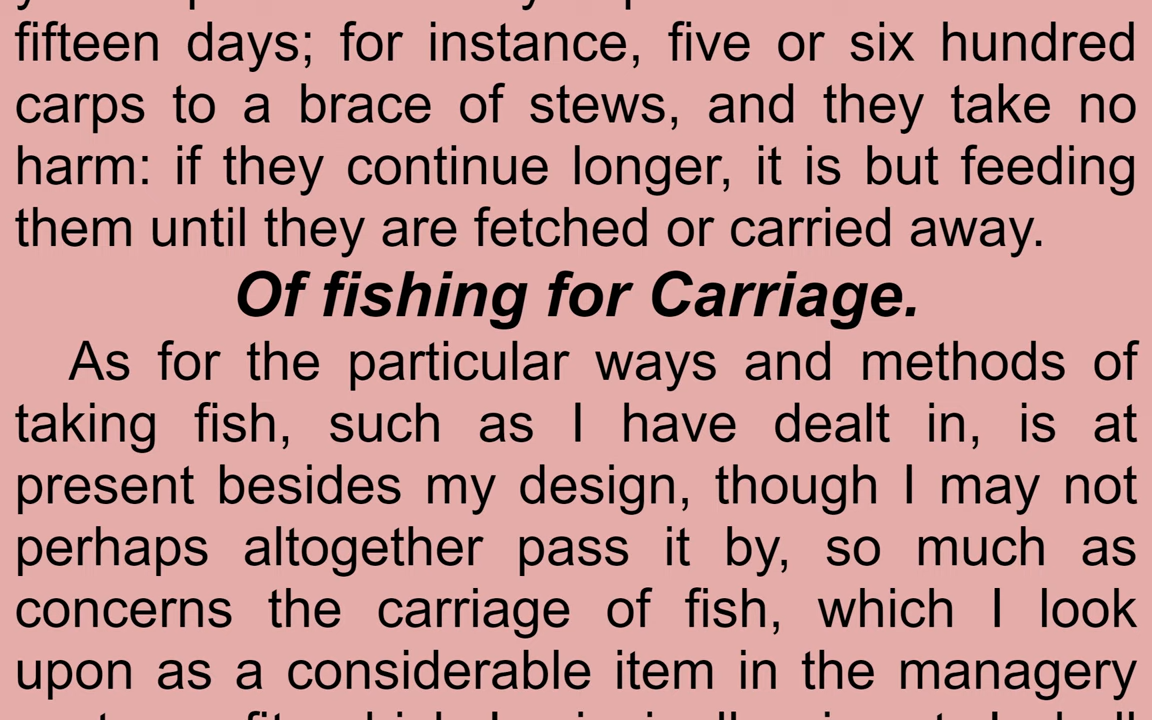 fifteen days; for instance, five or six hundred
carps to a brace of stews, and they take no
harm: if they continue longer, it is but feeding
them until they are fetched or carried away.
Of fishing for Carriage.
As for the particular ways and methods of
taking fish, such as I have dealt in, is at
present besides my design, though I may not
perhaps altogether pass it by, so much as
concerns the carriage of fish, which I look
upon as a considerable item in the managery